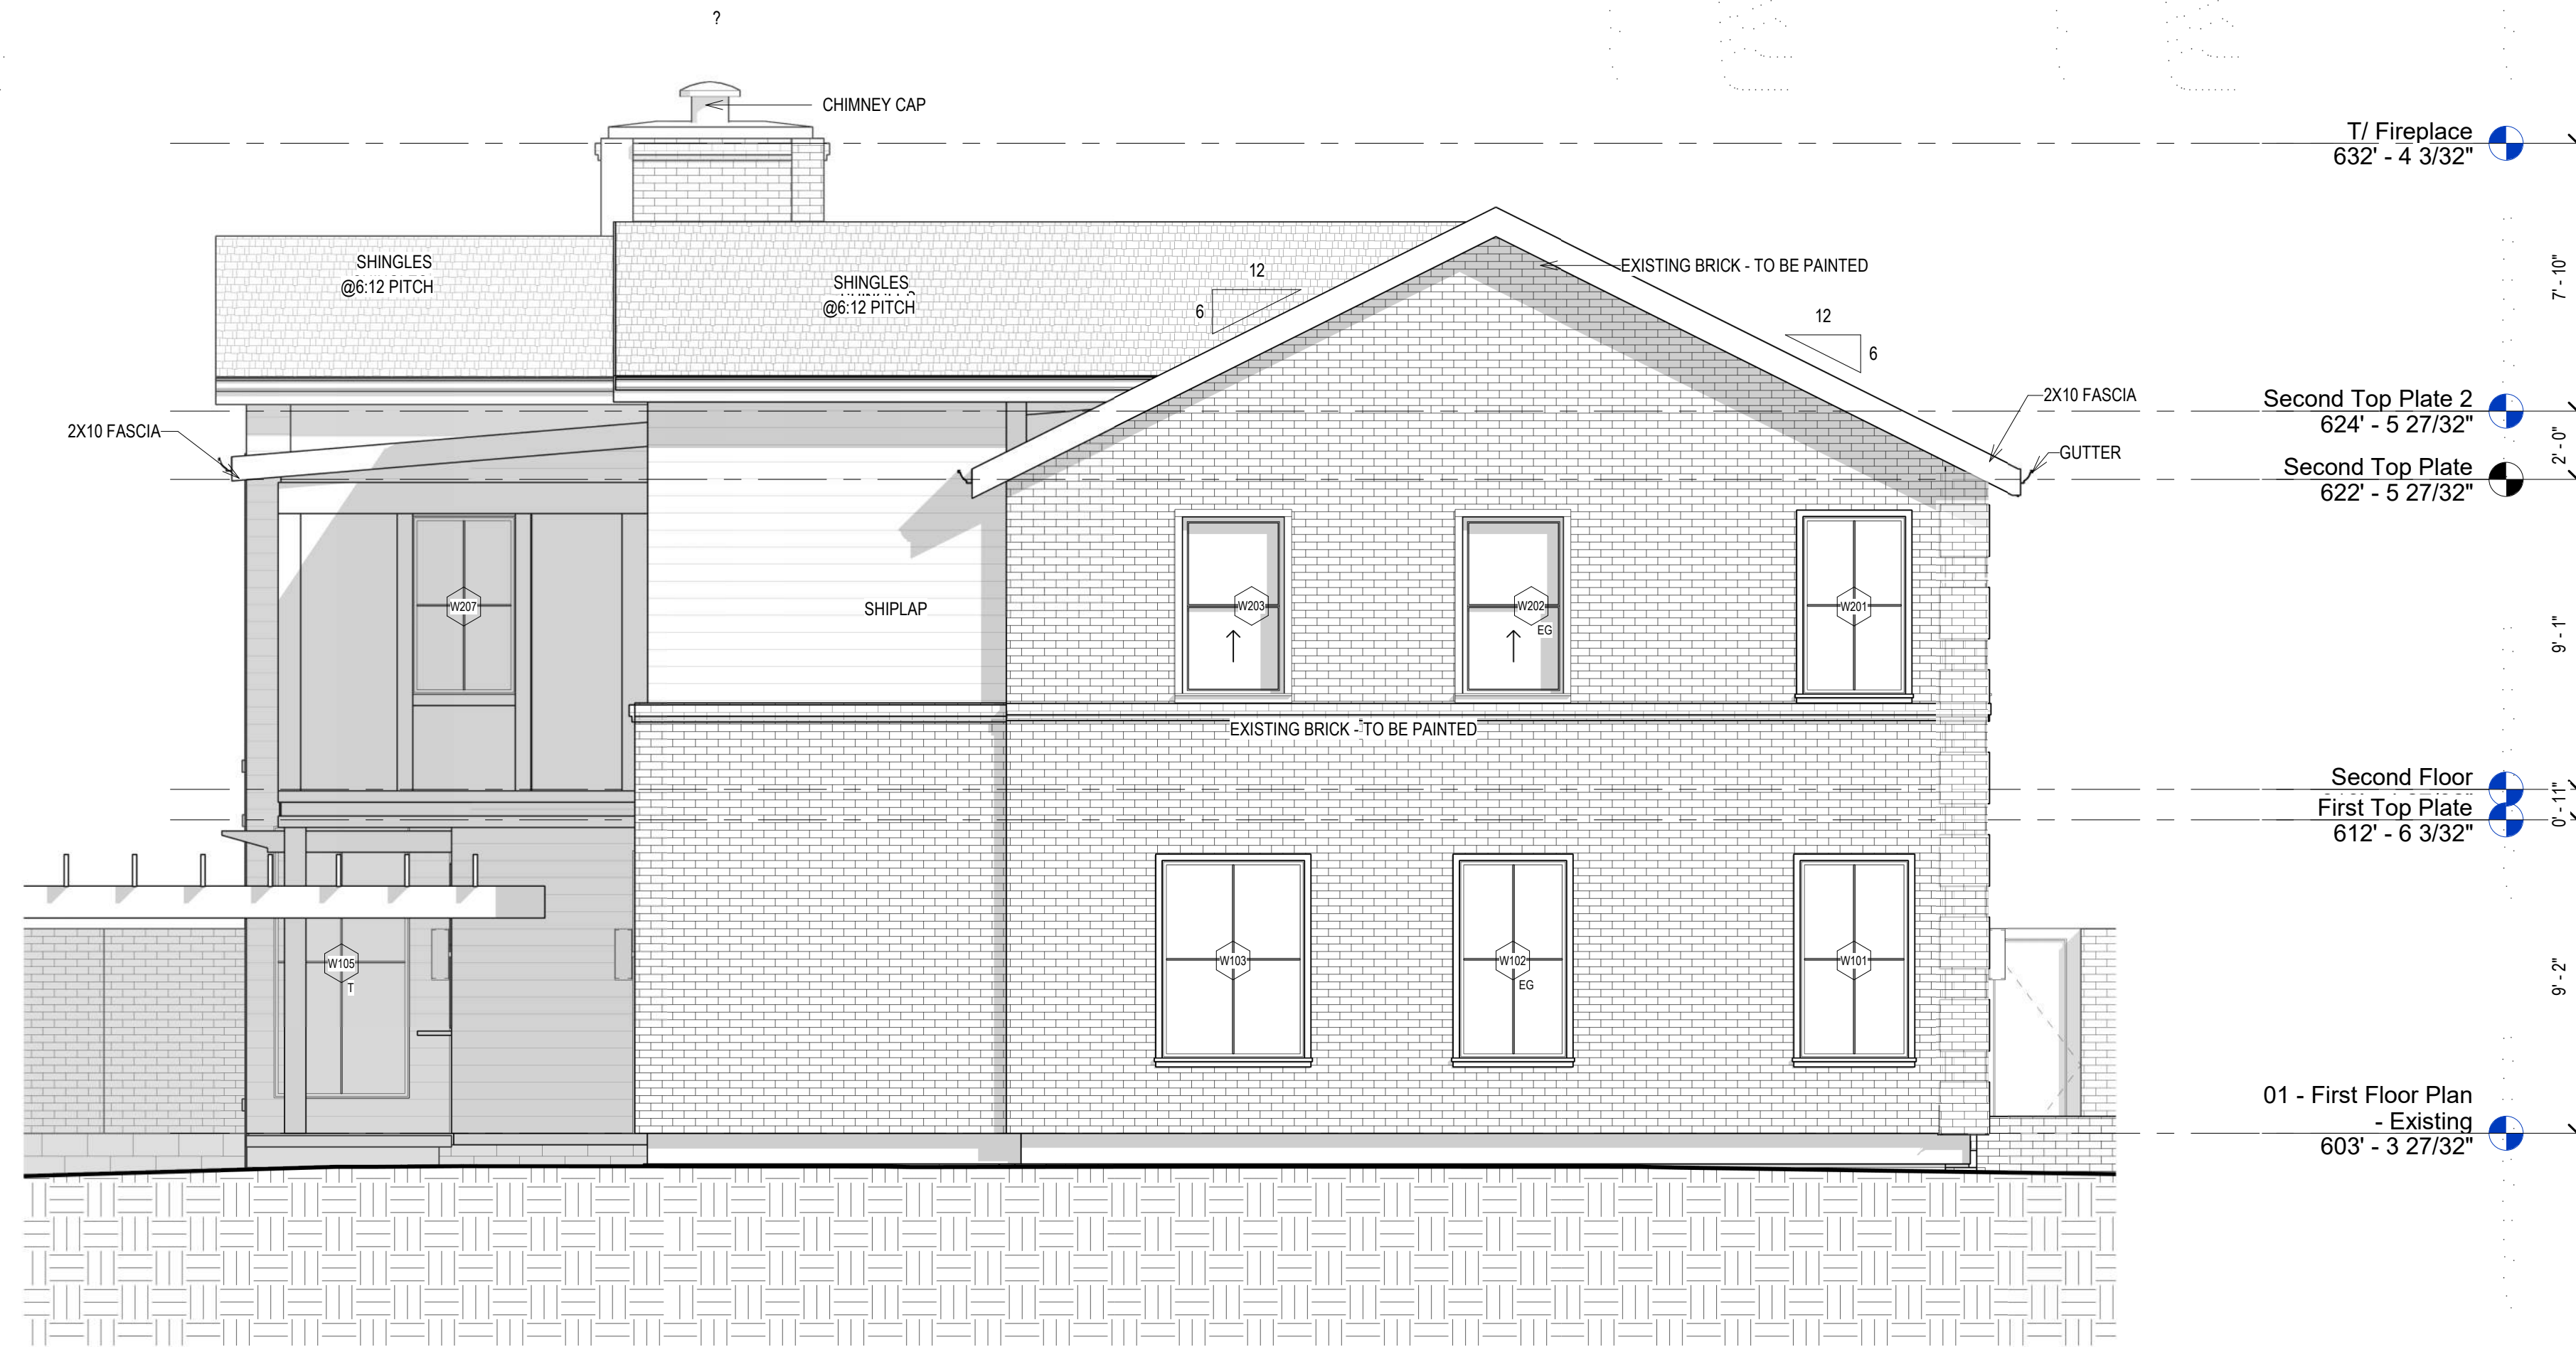 ?
CHIMNEY CAP
T/ Fireplace
632' - 4 3/32"
SHINGLES
@6:12 PITCH
SHINGLES
@6:12 PITCH
12
6
EXISTING BRICK - TO BE PAINTED
12
6
7' - 10"
2X10 FASCIA
2X10 FASCIA
GUTTER
Second Top Plate 2
624' - 5 27/32"
2' - 0"
Second Top Plate
622' - 5 27/32"
W207
SHIPLAP
W203
W202
EG
W201
9' - 1"
EXISTING BRICK - TO BE PAINTED
Second Floor
First Top Plate
612' - 6 3/32"
0' - 11"
W105
T
W103
W102
EG
W101
9' - 2"
01 - First Floor Plan
- Existing
603' - 3 27/32"